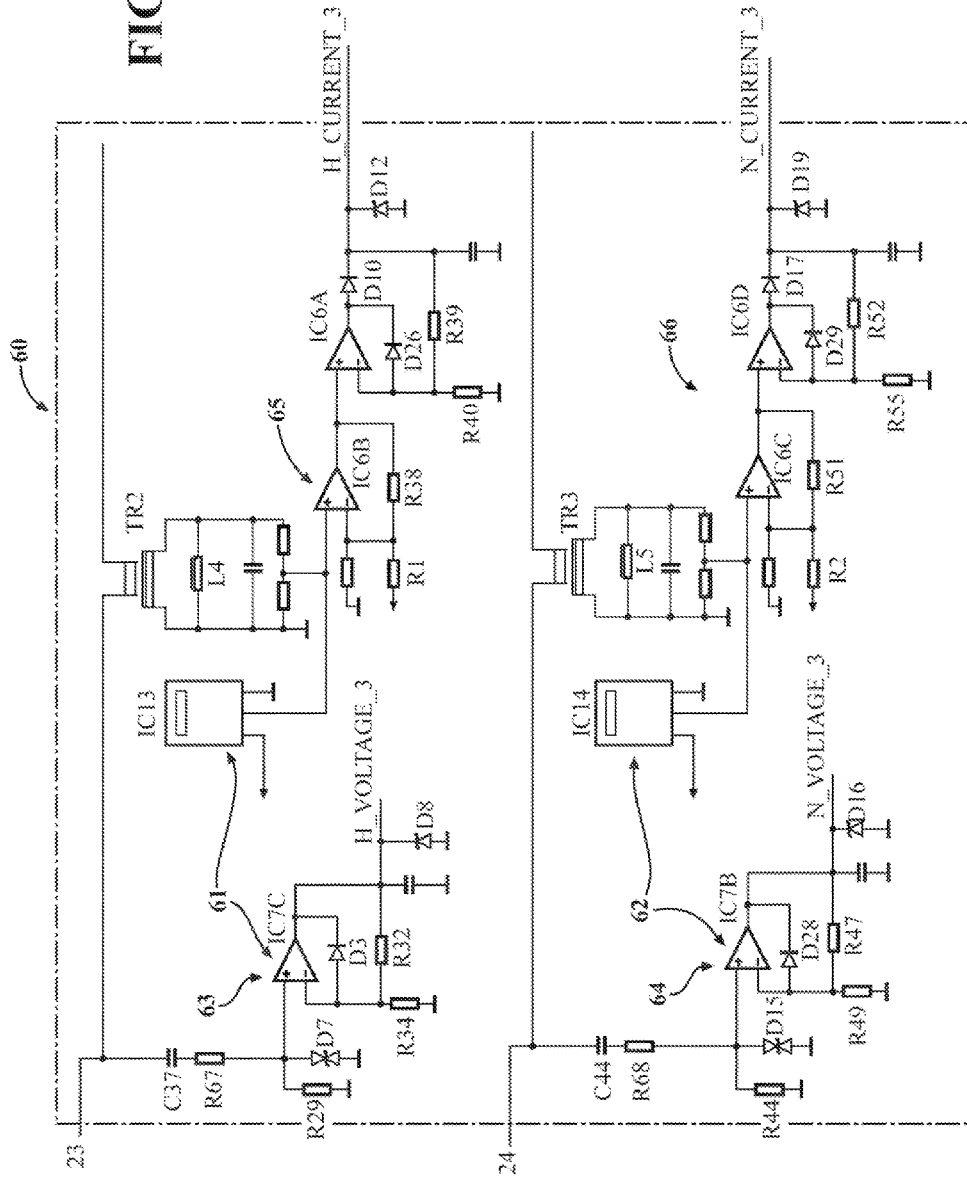 FIG
60
23
C37
R67
R29
D7
63
61
IC7C
D3
R32
R34
H_VOLTAGE_3
D8
IC13
TR2
L4
65
IC6B
R38
R1
IC6A
D10
D26
R39
R40
D12
H_CURRENT_3
24
C44
R68
R44
D15
64
62
IC7B
D28
R47
R49
N_VOLTAGE_3
D16
IC14
TR3
L5
66
IC6C
R51
R2
IC6D
D17
D29
R52
R55
D19
N_CURRENT_3